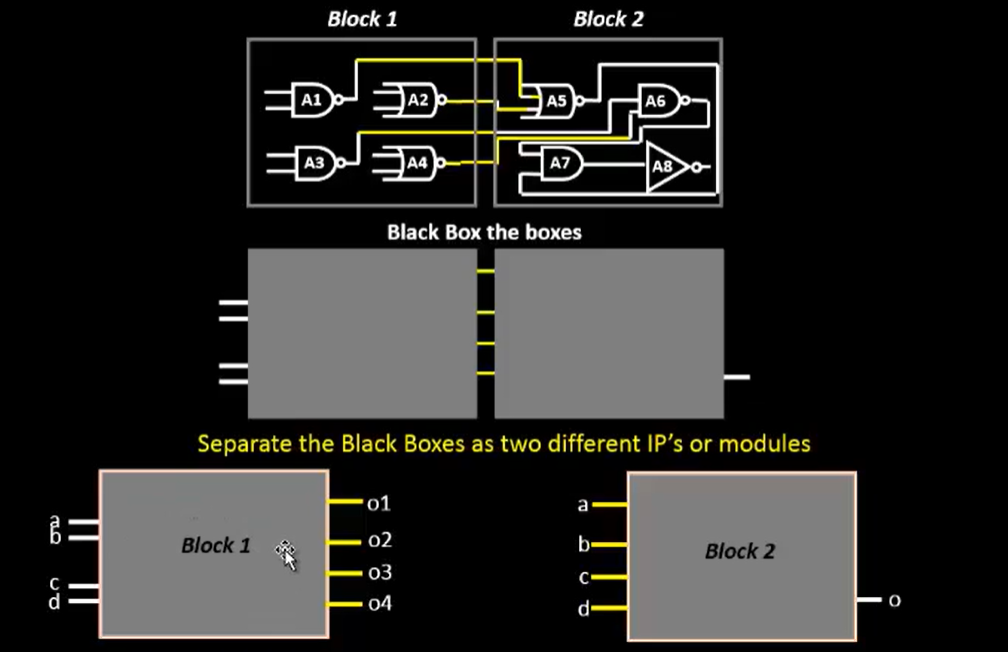 Block 1
Block 2
A1
A2
A5
A6
A3
A4
A7
A8
Black Box the boxes
Separate the Black Boxes as two different IP's or modules
a
b
c
d
Block 1
o1
o2
o3
o4
a
b
c
d
Block 2
o